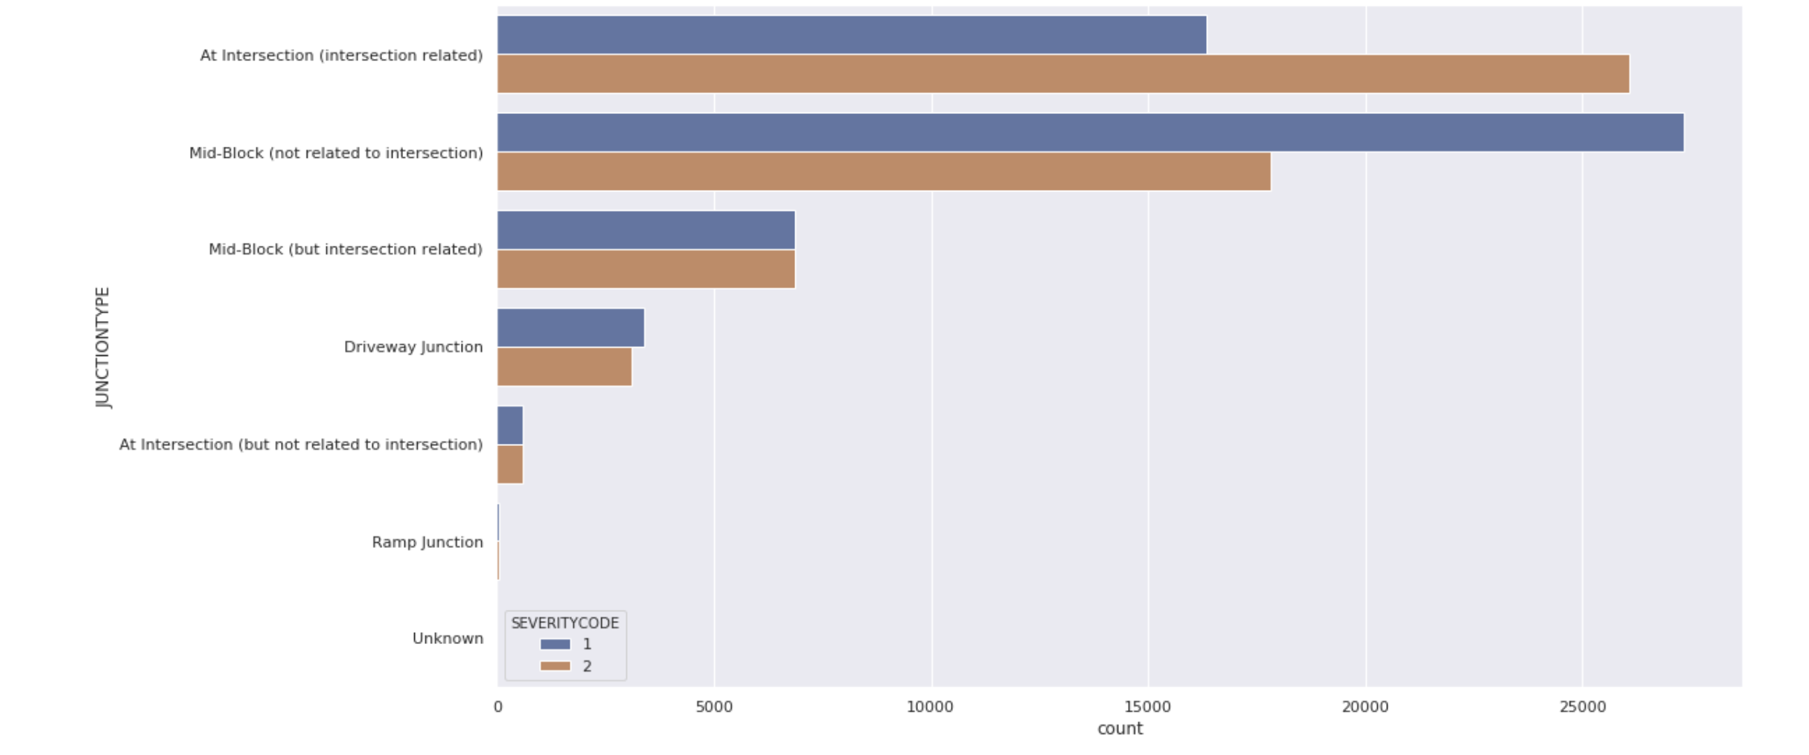 JUNCTIONTYPE
At Intersection (intersection related)
Mid-Block (not related to intersection)
Mid-Block (but intersection related)
Driveway Junction
At Intersection (but not related to intersection)
Ramp Junction
Unknown
SEVERITYCODE
1
2
0 5000 10000 15000 20000 25000
count